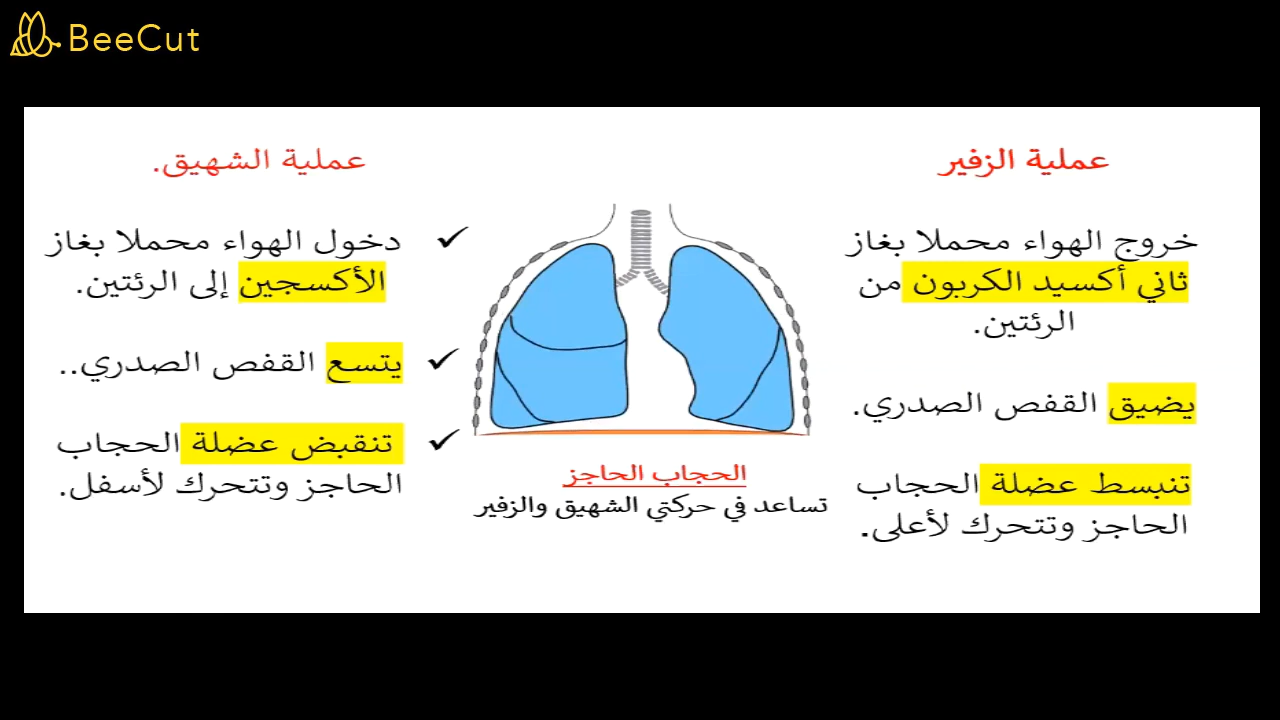 BeeCut
عملية الزفير
خروج الهواء محملا بغاز
ثاني أكسيد الكربون من
الرئتين.
يضيق القفص الصدري.
تنبسط عضلة الحجاب
الحاجز وتتحرك لأعلى.
الحجاب الحاجز
تساعد في حركتي الشهيق والزفير
عملية الشهيق.
دخول الهواء محملا بغاز
الأكسجين إلى الرئتين.
يتسع القفص الصدري..
تنقبض عضلة الحجاب
الحاجز وتتحرك لأسفل.